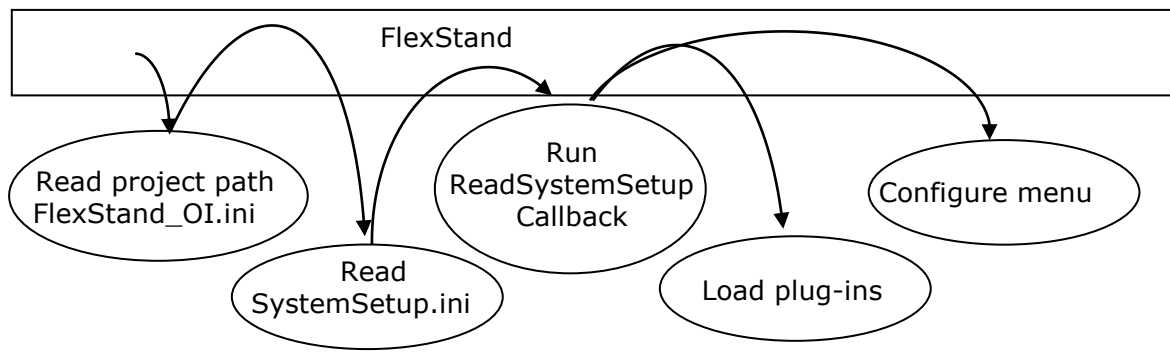 FlexStand
Read project path
FlexStand_OI.ini
Read
SystemSetup.ini
Run
ReadSystemSetup
Callback
Load plug-ins
Configure menu